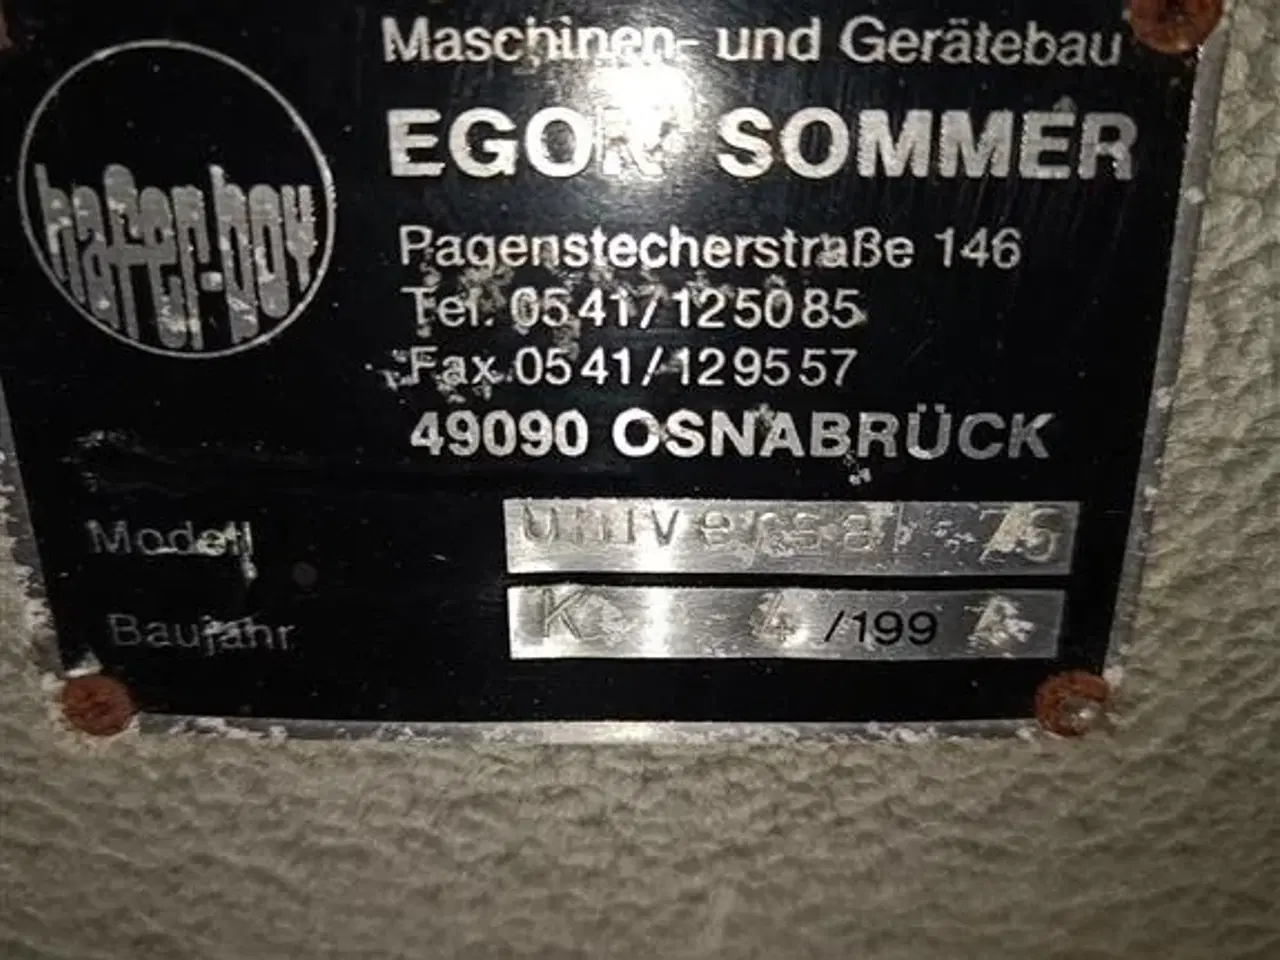 Maschinen- und Gerätebau
EGON SOMMER
hafer-boy
Pagenstecherstraße 146
Tel. 0541/125085
Fax 0541/129557
49090 OSNABRÜCK
Modell Universal-
Baujahr /199